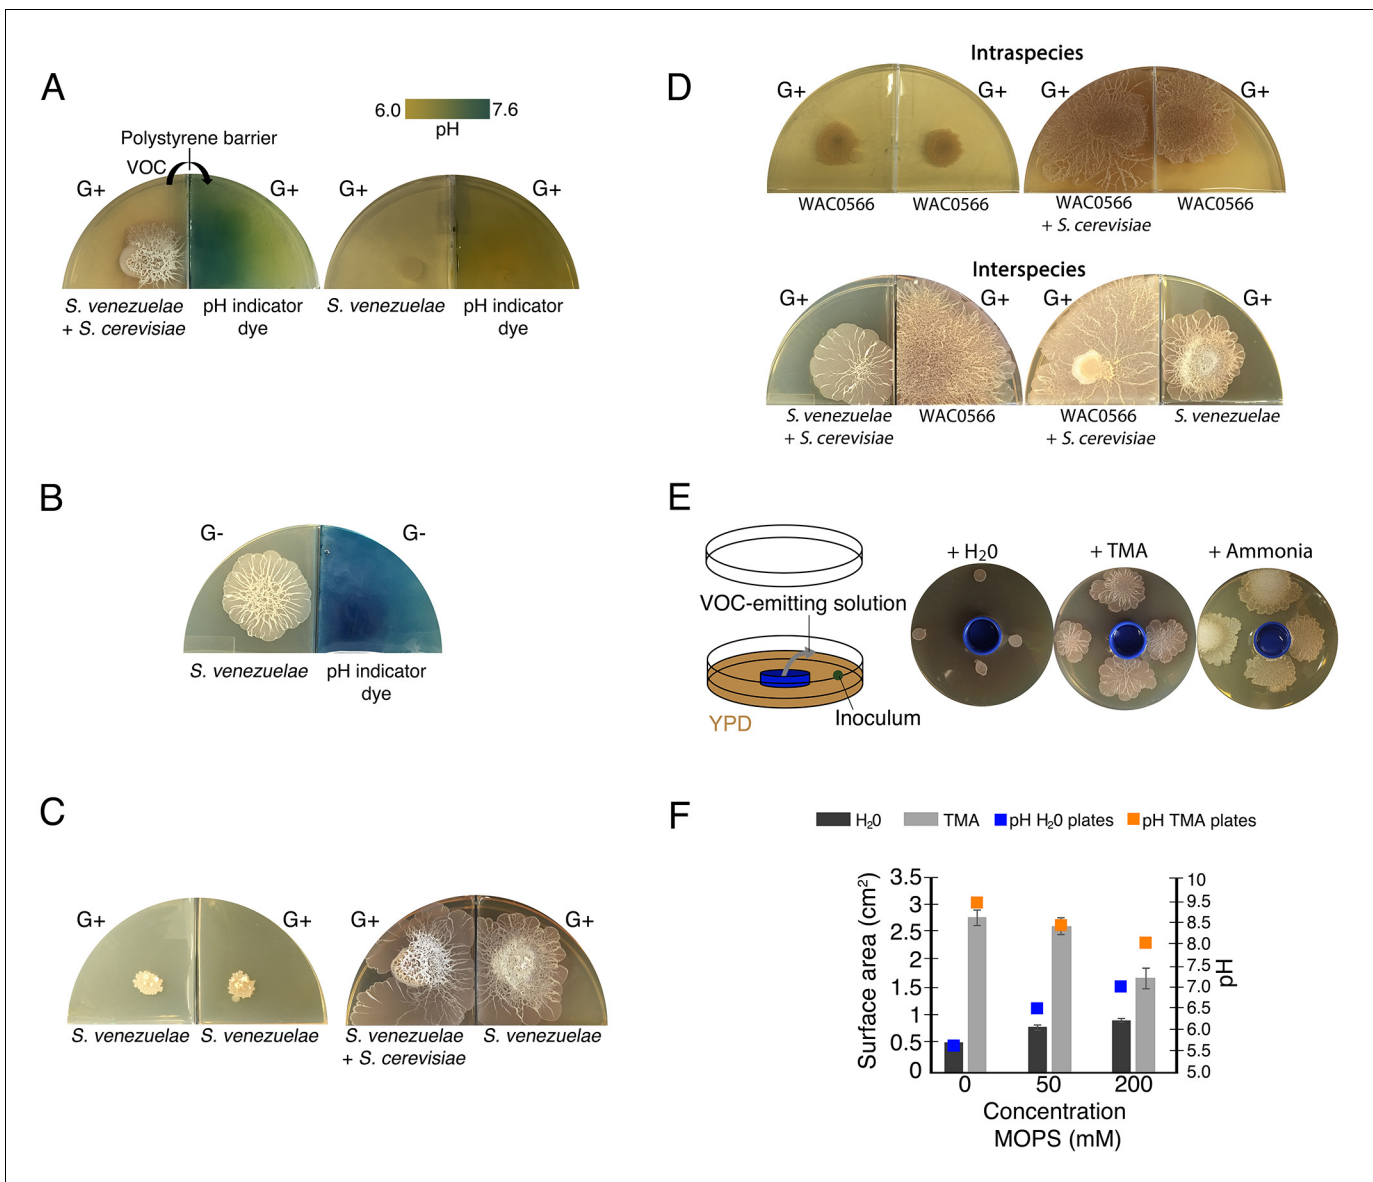 A
6.0
7.6
pH
Polystyrene barrier
VOC
G+
G+
G+
G+
S. venezuelae
+ S. cerevisiae
pH indicator
dye
S. venezuelae
pH indicator
dye
B
G-
G-
S. venezuelae
pH indicator
dye
C
G+
G+
G+
G+
S. venezuelae
S. venezuelae
S. venezuelae
+ S. cerevisiae
S. venezuelae
D
Intraspecies
G+
G+
G+
G+
WAC0566
WAC0566
WAC0566
+ S. cerevisiae
WAC0566
Interspecies
G+
G+
G+
G+
S. venezuelae
+ S. cerevisiae
WAC0566
WAC0566
+ S. cerevisiae
S. venezuelae
E
VOC-emitting solution
Inoculum
YPD
+ H₂0
+ TMA
+ Ammonia
F
H₂0
TMA
pH H₂0 plates
pH TMA plates
Surface area (cm²)
3.5
3
2.5
2
1.5
1
0.5
0
10
9.5
8.5
8.0
7.5
7.0
6.5
6.0
5.5
5.0
pH
0
50
200
Concentration
MOPS (mM)